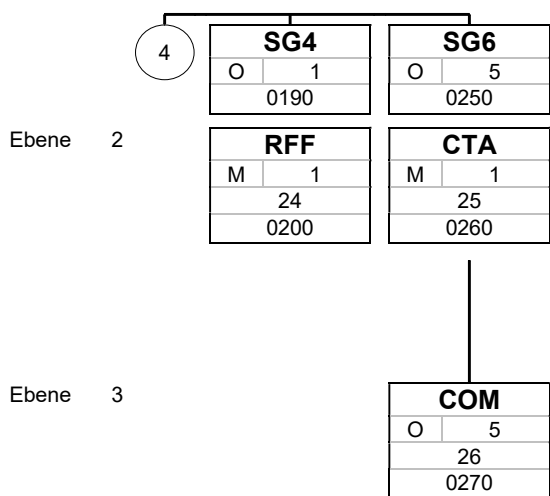 4
SG4 SG6
O 1 O 5
0190 0250
Ebene 2 RFF CTA
M 1 M 1
24 25
0200 0260
Ebene 3 COM
O 5
26
0270